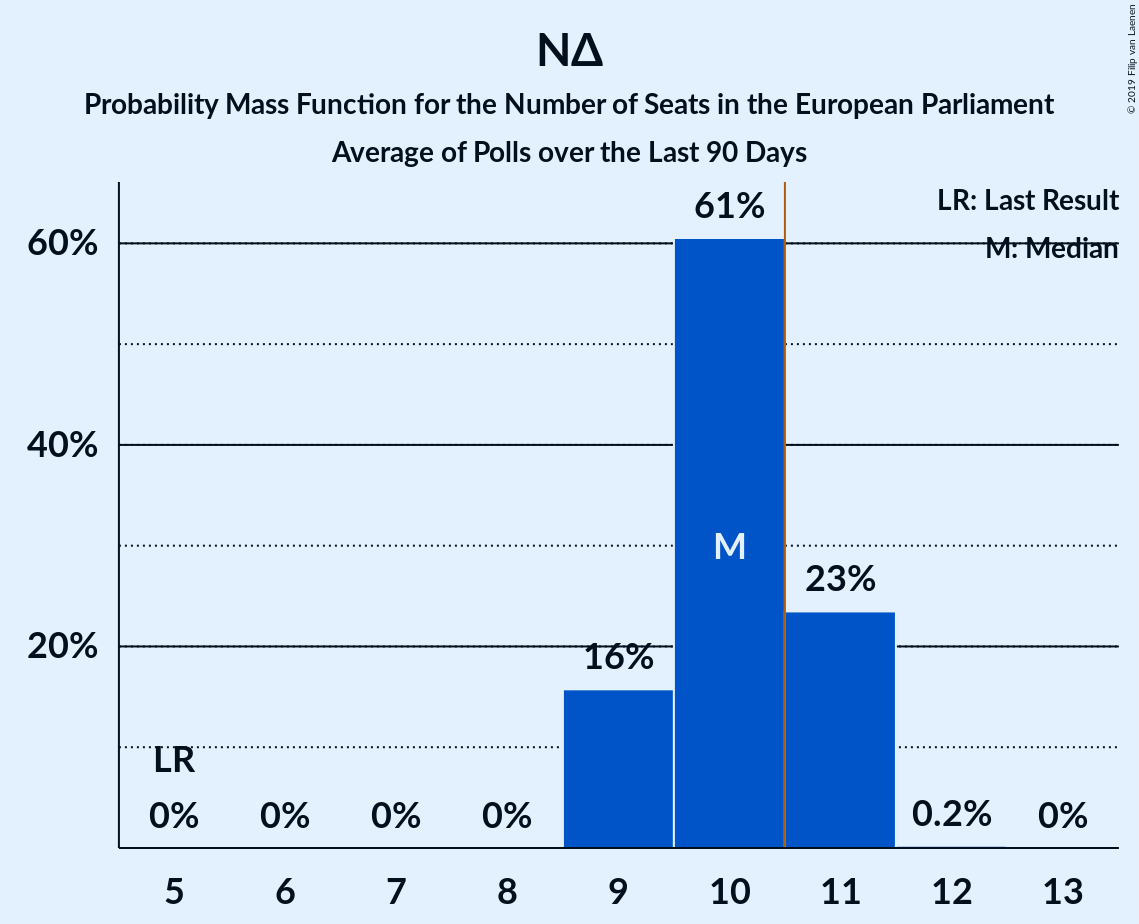 ΝΔ
Probability Mass Function for the Number of Seats in the European Parliament
Average of Polls over the Last 90 Days
© 2019 Filip van Laenen
LR: Last Result
M: Median
60%
40%
20%
61%
M
23%
16%
LR
0%
0%
0%
0%
0.2%
0%
5 6 7 8 9 10 11 12 13